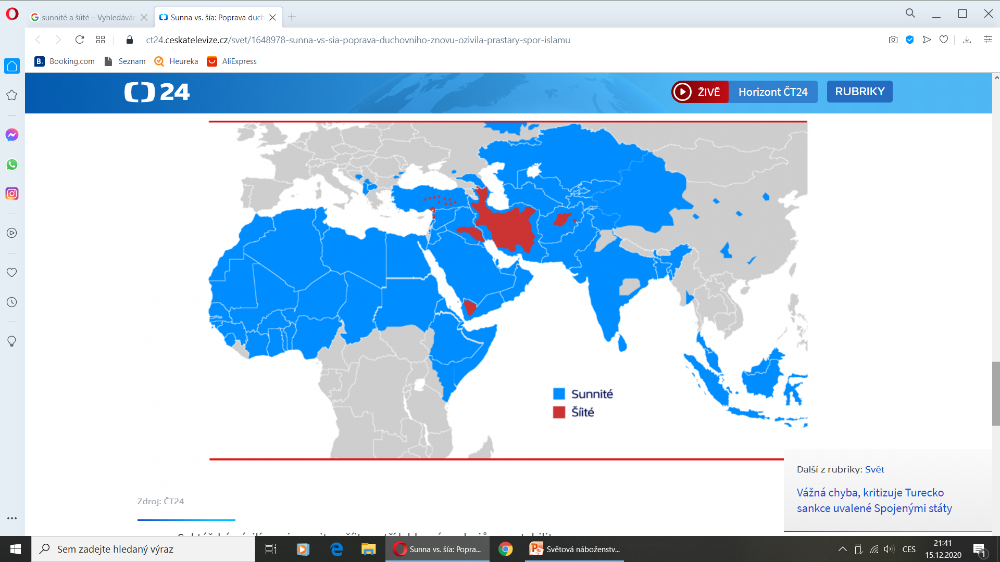 sunnité a šíité – Vyhledáván
Sunna vs. šía: Poprava duch
ct24.ceskatelevize.cz/svet/1648978-sunna-vs-sia-poprava-duchovniho-znovu-ozivila-prastary-spor-islamu
B. Booking.com
Seznam
Heureka
AliExpress
24
ŽIVĚ
Horizont ČT24
RUBRIKY
Sunnité
Šíité
Další z rubriky: Svět
Vážná chyba, kritizuje Turecko
sankce uvalené Spojenými státy
Zdroj: ČT24
Sem zadejte hledaný výraz
Sunna vs. šía: Popra...
Světová náboženstv...
CES
21:41
15.12.2020
1